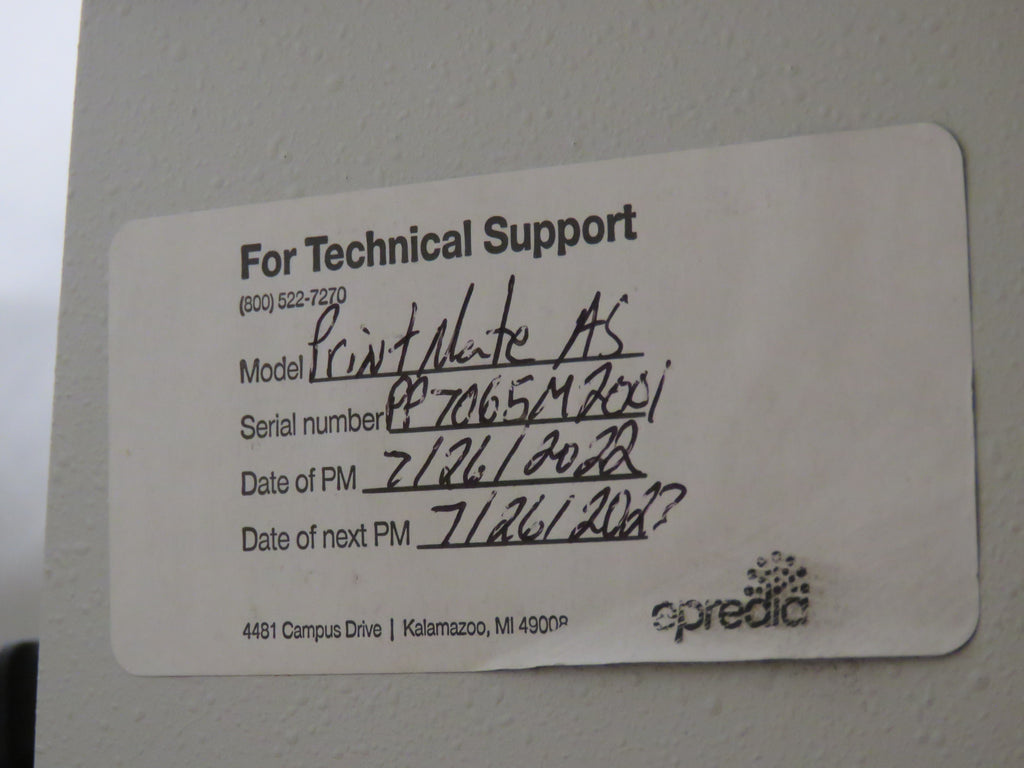 For Technical Support
(800) 522-7270
Model PrintMate AS
Serial number PP7065M2001
Date of PM 7/26/2022
Date of next PM 7/26/2023
4481 Campus Drive | Kalamazoo, MI 49008
epredia